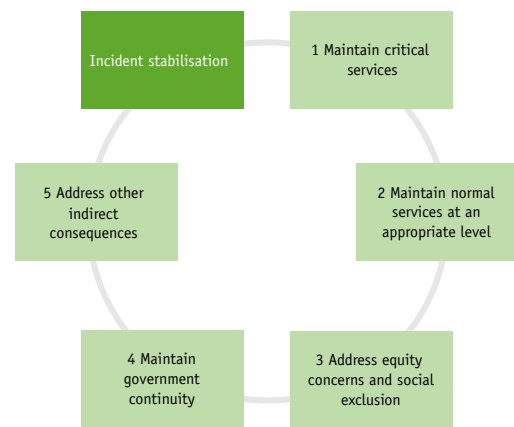 Incident stabilisation
1 Maintain critical
services
2 Maintain normal
services at an
appropriate level
3 Address equity
concerns and social
exclusion
4 Maintain
government
continuity
5 Address other
indirect
consequences